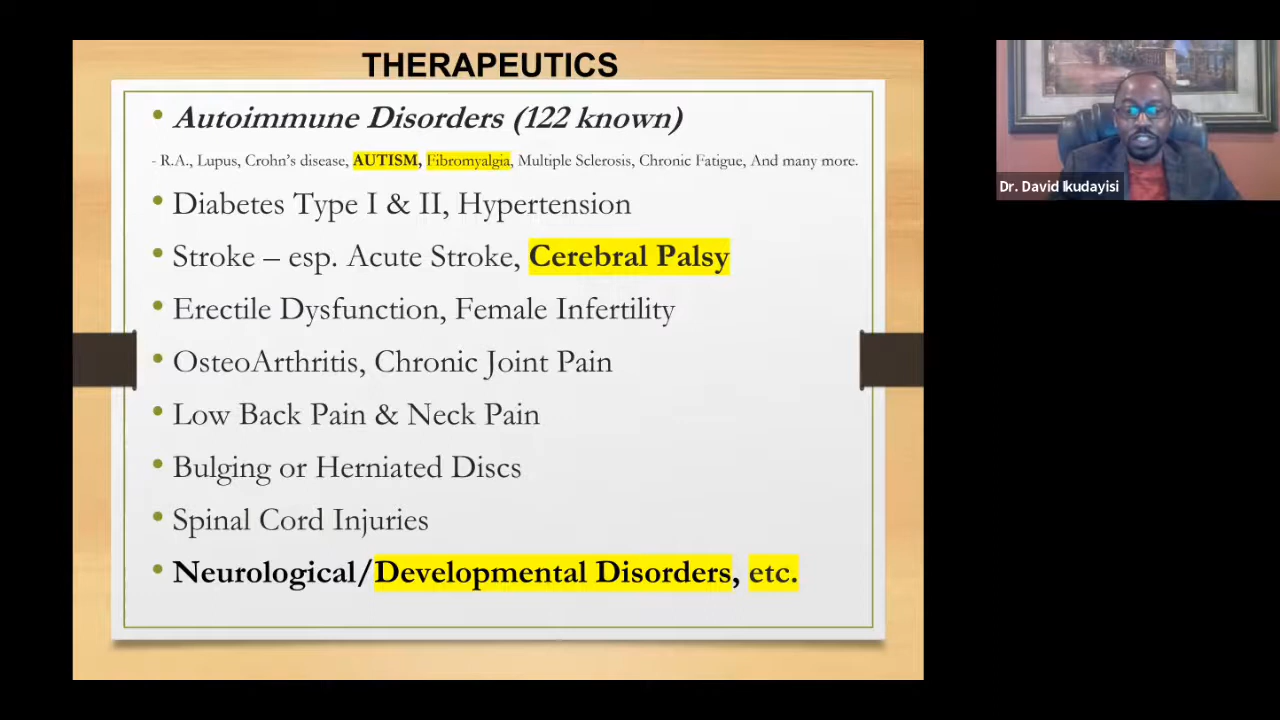 THERAPEUTICS
• Autoimmune Disorders (122 known)
- R.A., Lupus, Crohn's disease, AUTISM, Fibromyalgia, Multiple Sclerosis, Chronic Fatigue, And many more.
• Diabetes Type I & II, Hypertension
• Stroke – esp. Acute Stroke, Cerebral Palsy
• Erectile Dysfunction, Female Infertility
• OsteoArthritis, Chronic Joint Pain
• Low Back Pain & Neck Pain
• Bulging or Herniated Discs
• Spinal Cord Injuries
• Neurological/Developmental Disorders, etc.
Dr. David Ikudayisi